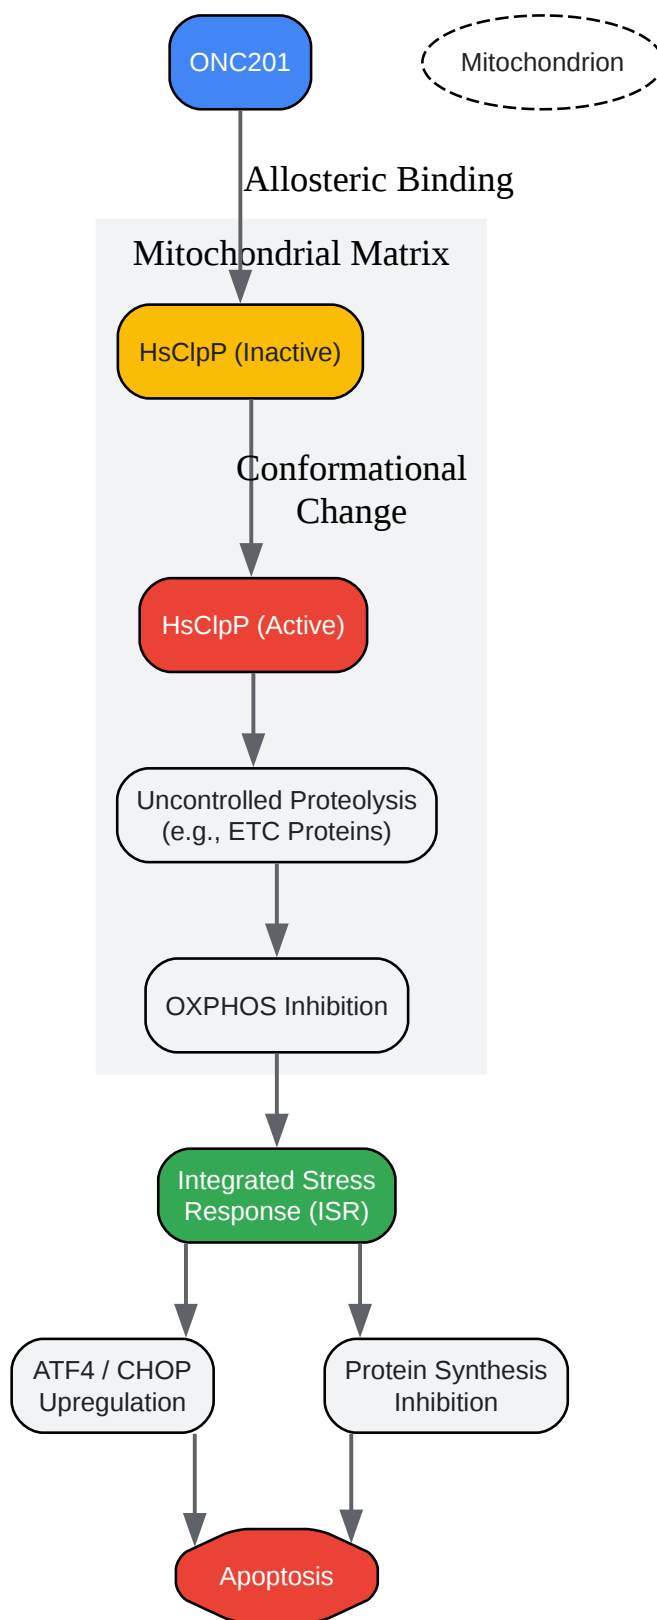 ONC201
Mitochondrion
Allosteric Binding
Mitochondrial Matrix
HsClpP (Inactive)
Conformational
Change
HsClpP (Active)
Uncontrolled Proteolysis
(e.g., ETC Proteins)
OXPHOS Inhibition
Integrated Stress
Response (ISR)
ATF4 / CHOP
Upregulation
Protein Synthesis
Inhibition
Apoptosis